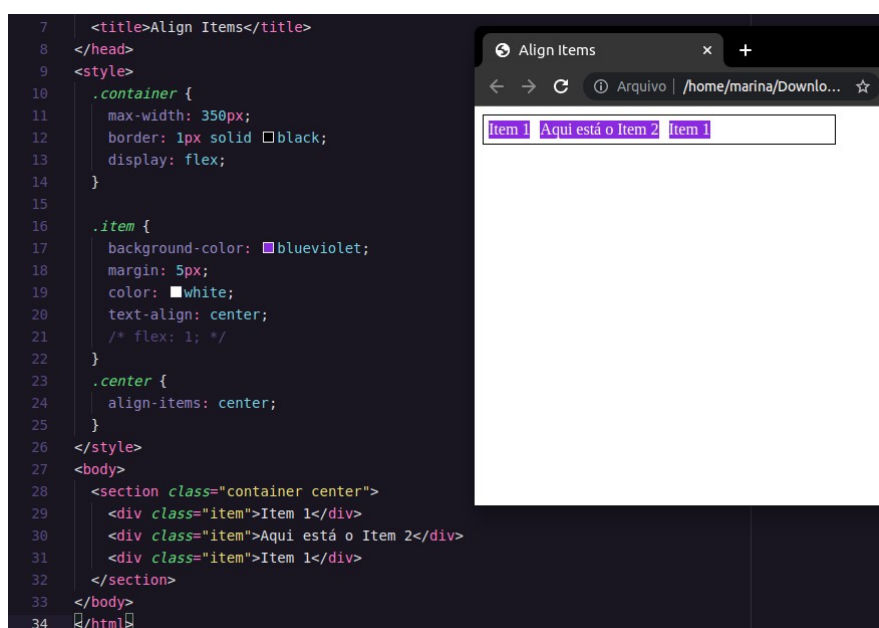 7 <title>Align Items</title>
8 </head>
9 <style>
10 .container {
11 max-width: 350px;
12 border: 1px solid black;
13 display: flex;
14 }
15
16 .item {
17 background-color: blueviolet;
18 margin: 5px;
19 color: white;
20 text-align: center;
21 /* flex: 1; */
22 }
23 .center {
24 align-items: center;
25 }
26 </style>
27 <body>
28 <section class="container center">
29 <div class="item">Item 1</div>
30 <div class="item">Aqui está o Item 2</div>
31 <div class="item">Item 1</div>
32 </section>
33 </body>
34 </html>
Align Items
Arquivo | /home/marina/Downlo...
Item 1 Aqui está o Item 2 Item 1